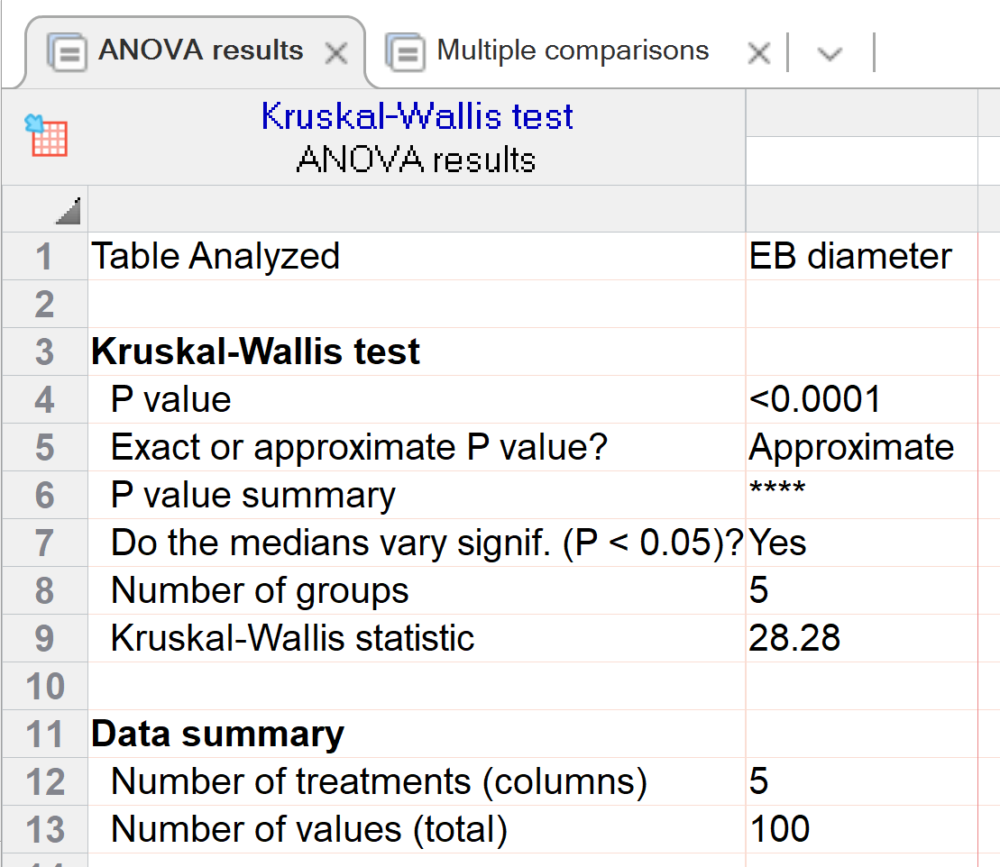 ANOVA results
Multiple comparisons
Kruskal-Wallis test
ANOVA results
1 Table Analyzed EB diameter
2
3 Kruskal-Wallis test
4 P value <0.0001
5 Exact or approximate P value? Approximate
6 P value summary ****
7 Do the medians vary signif. (P < 0.05)? Yes
8 Number of groups 5
9 Kruskal-Wallis statistic 28.28
10
11 Data summary
12 Number of treatments (columns) 5
13 Number of values (total) 100